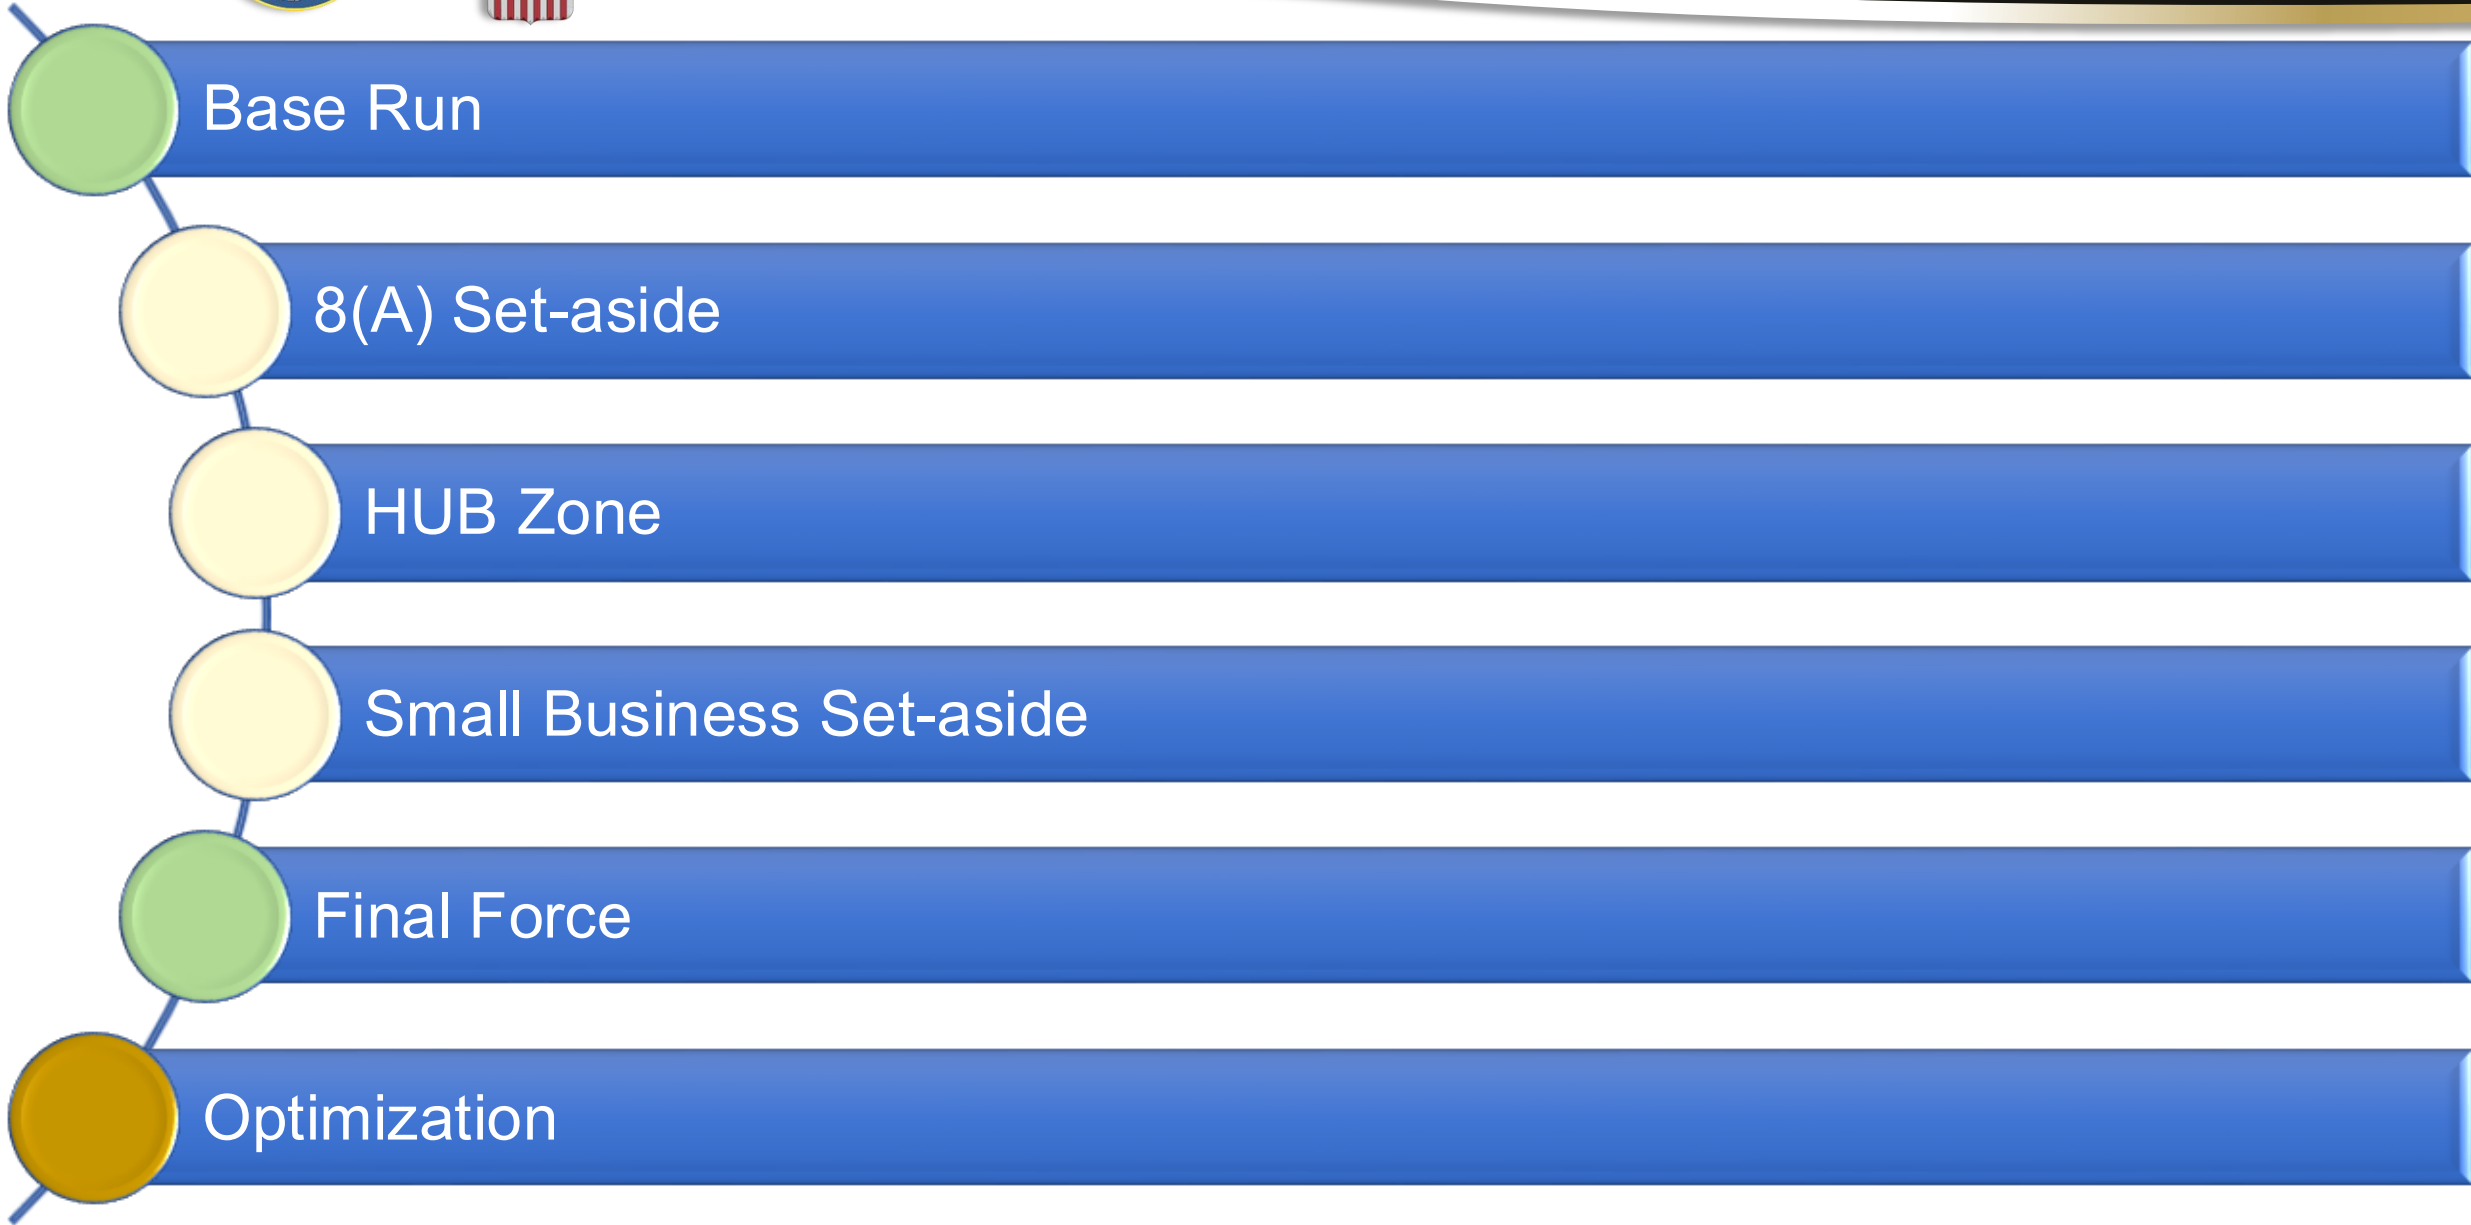 Base Run
8(A) Set-aside
HUB Zone
Small Business Set-aside
Final Force
Optimization